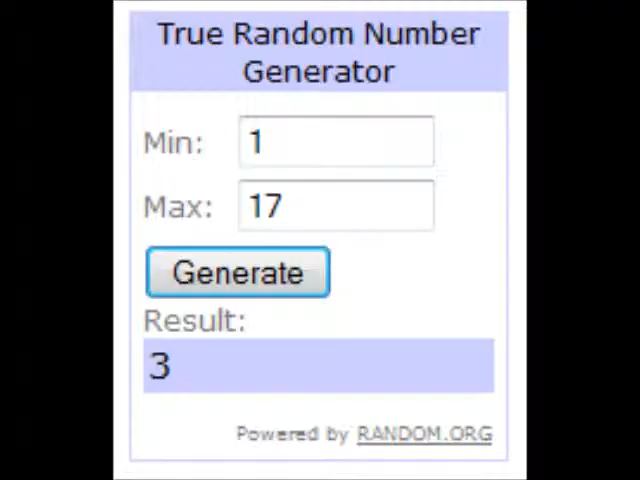 True Random Number
Generator
Min: 1
Max: 17
Generate
Result:
3
Powered by RANDOM.ORG